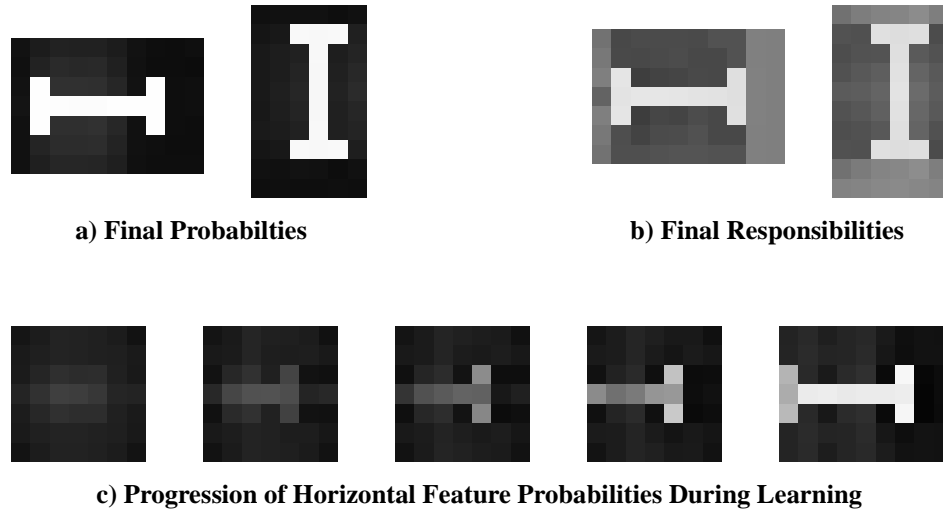 a) Final Probabilties
b) Final Responsibilities
c) Progression of Horizontal Feature Probabilities During Learning